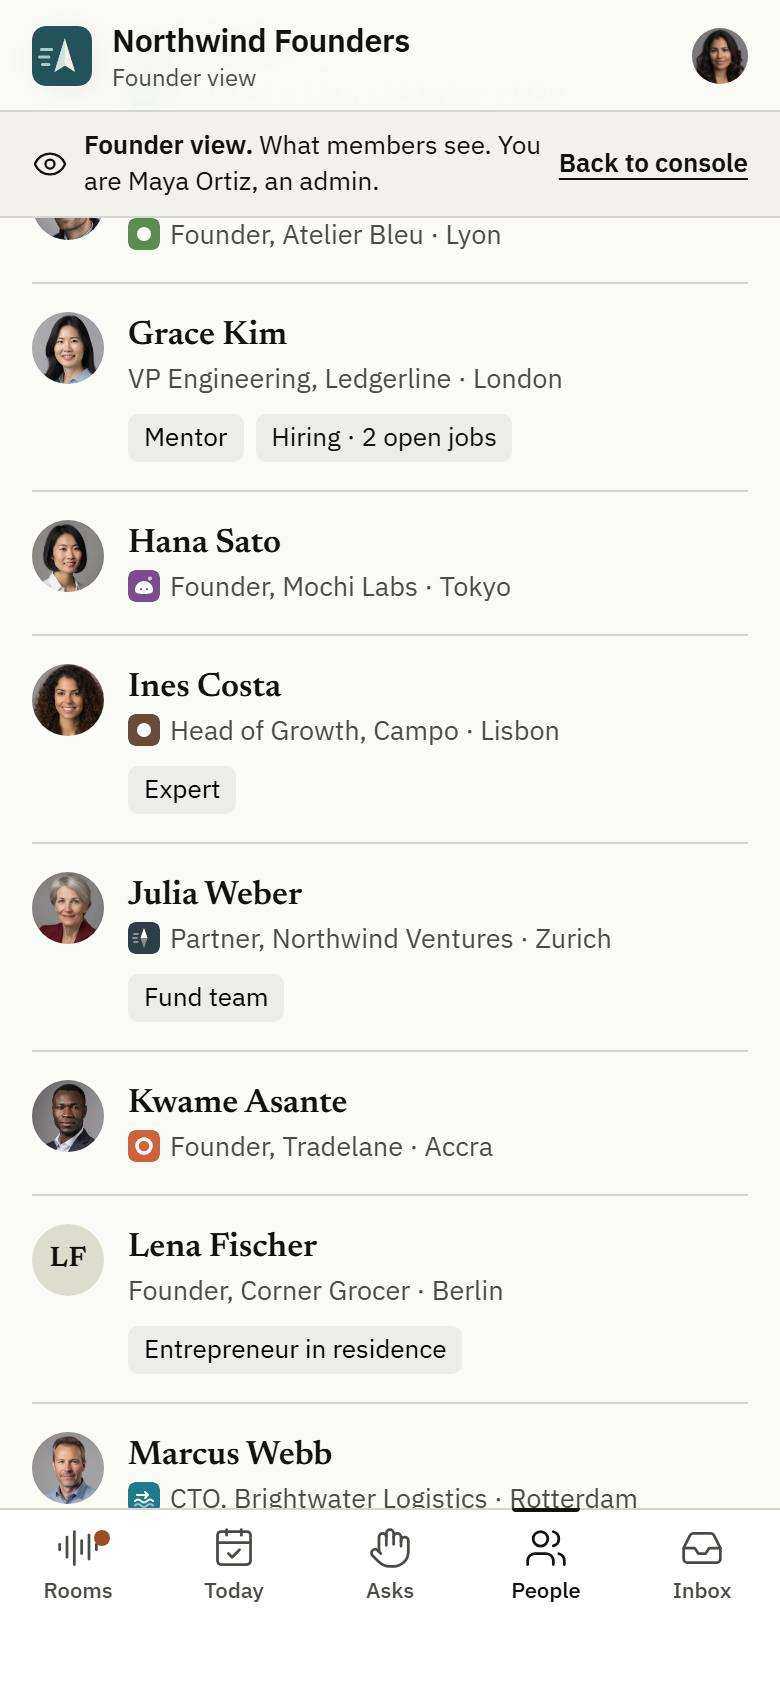 Northwind Founders
Founder view
Founder view. What members see. You
are Maya Ortiz, an admin.
Back to console
Founder, Atelier Bleu · Lyon
Grace Kim
VP Engineering, Ledgerline · London
Mentor
Hiring · 2 open jobs
Hana Sato
Founder, Mochi Labs · Tokyo
Ines Costa
Head of Growth, Campo · Lisbon
Expert
Julia Weber
Partner, Northwind Ventures · Zurich
Fund team
Kwame Asante
Founder, Tradelane · Accra
LF
Lena Fischer
Founder, Corner Grocer · Berlin
Entrepreneur in residence
Marcus Webb
CTO, Brightwater Logistics · Rotterdam
Rooms
Today
Asks
People
Inbox